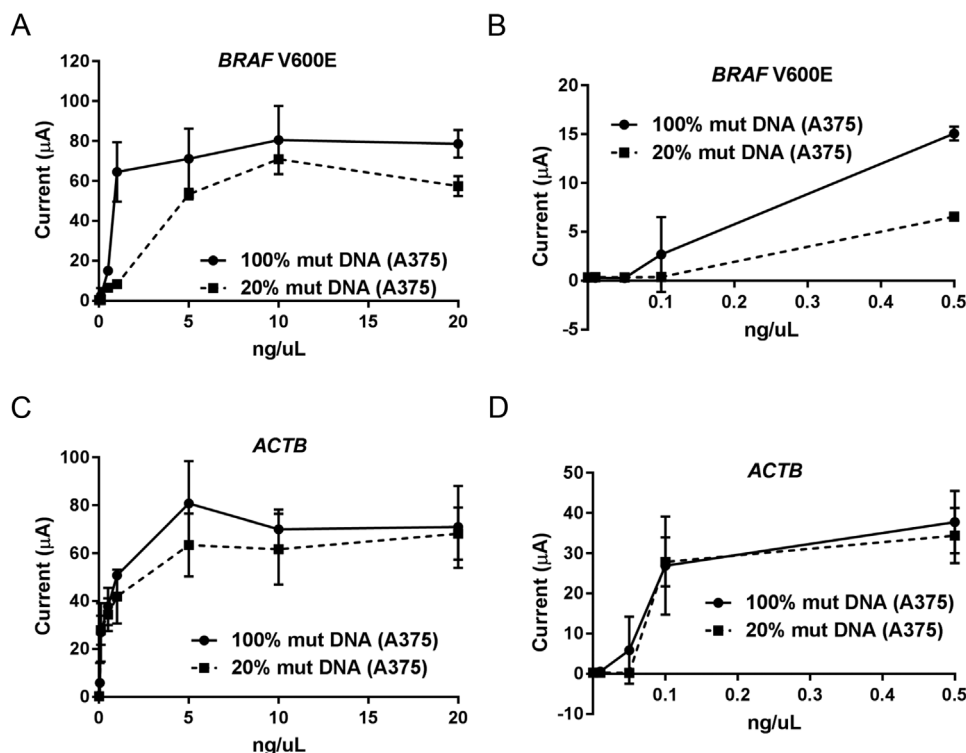 A
BRAF V600E
120
100
80
60
40
20
0
Current (µA)
100% mut DNA (A375)
20% mut DNA (A375)
0
5
10
15
20
ng/uL
B
BRAF V600E
20
15
10
5
0
-5
Current (µA)
100% mut DNA (A375)
20% mut DNA (A375)
0.1
0.2
0.3
0.4
0.5
ng/uL
C
ACTB
100
80
60
40
20
0
Current (µA)
100% mut DNA (A375)
20% mut DNA (A375)
0
5
10
15
20
ng/uL
D
ACTB
50
40
30
20
10
0
-10
Current (µA)
100% mut DNA (A375)
20% mut DNA (A375)
0.1
0.2
0.3
0.4
0.5
ng/uL